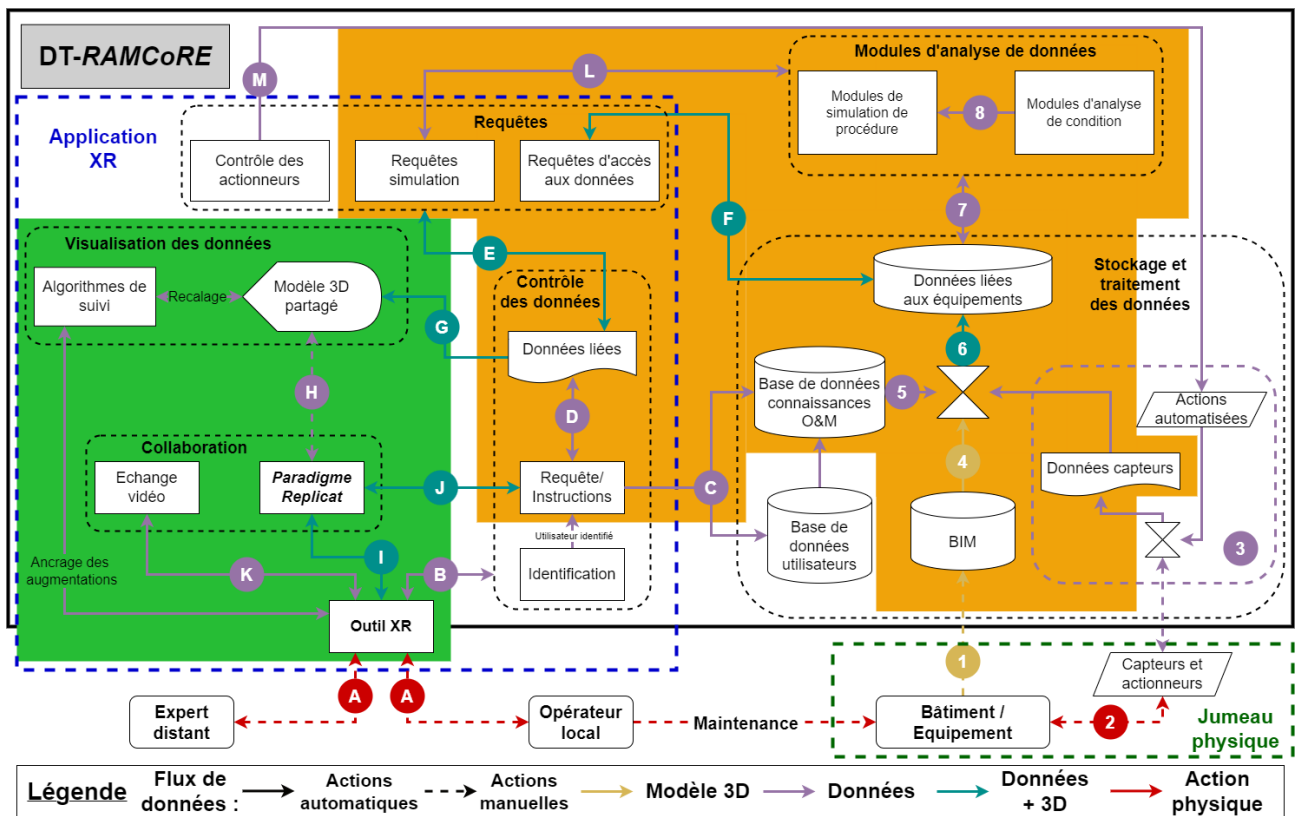 DT-RAMCoRE
M
L
Modules d'analyse de données
Modules de
simulation de
procédure
8
Modules d'analyse
de condition
Application
XR
Requêtes
Contrôle des
actionneurs
Requêtes
simulation
Requêtes d'accès
aux données
F
7
E
Visualisation des données
Algorithmes de
suivi
Recalage
Modèle 3D
partagé
G
Contrôle
des données
Données liées
Données liées
aux équipements
Stockage et
traitement
des données
6
H
D
Base de données
connaissances
O&M
5
Actions
automatisées
4
Collaboration
Echange
vidéo
Paradigme
Replicat
J
Requête/
Instructions
C
Données capteurs
Utilisateur identifié
Base de
données
utilisateurs
BIM
3
Ancrage des
augmentations
K
I
B
Identification
Outil XR
A
A
1
Capteurs et
actionneurs
Expert
distant
Opérateur
local
Maintenance
Bâtiment /
Equipement
2
Jumeau
physique
Légende
Flux de
données :
Actions
automatiques
Actions
manuelles
Modèle 3D
Données
Données
+ 3D
Action
physique